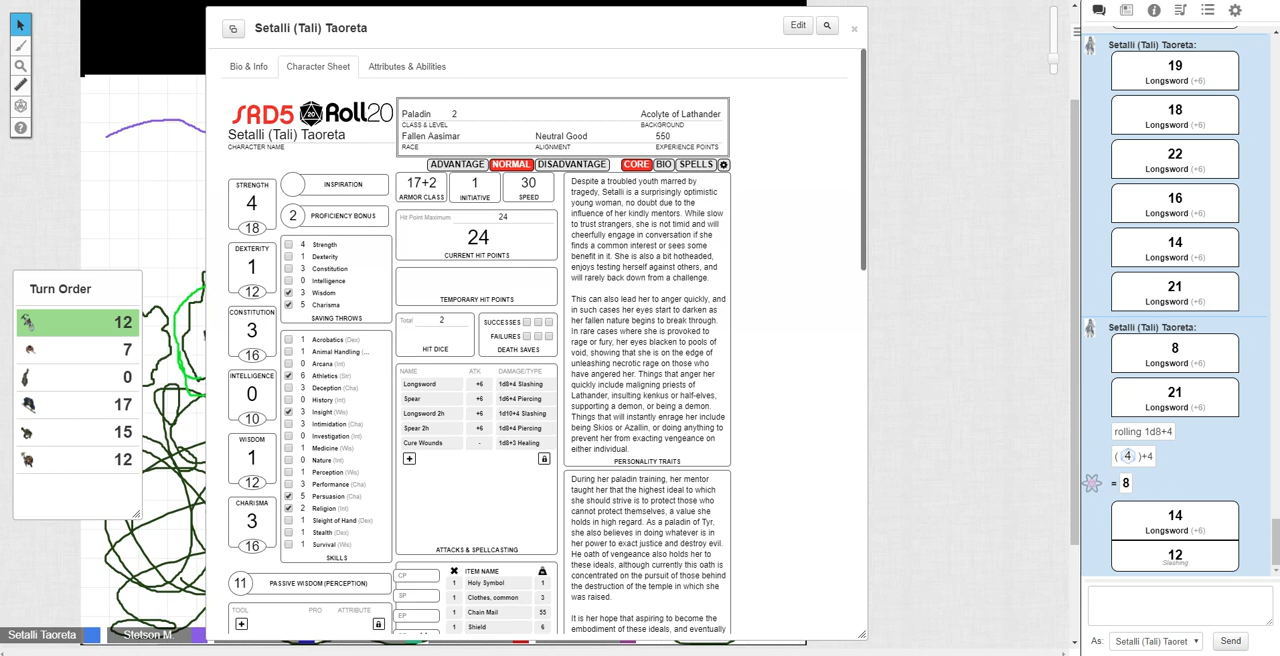 Setalli (Tali) Taoreta
Edit
Bio & Info
Character Sheet
Attributes & Abilities
SRD5 Roll20
Setalli (Tali) Taoreta
CHARACTER NAME
Paladin 2 Acolyte of Lathander
CLASS & LEVEL BACKGROUND
Fallen Aasimar Neutral Good 550
RACE ALIGNMENT EXPERIENCE POINTS
ADVANTAGE NORMAL DISADVANTAGE CORE BIO SPELLS
STRENGTH
4
18
DEXTERITY
1
12
CONSTITUTION
3
16
INTELLIGENCE
0
10
WISDOM
1
12
CHARISMA
3
16
INSPIRATION
2 PROFICIENCY BONUS
4 Strength
1 Dexterity
3 Constitution
0 Intelligence
3 Wisdom
5 Charisma
SAVING THROWS
1 Acrobatics (Dex)
1 Animal Handling (...
0 Arcana (Int)
6 Athletics (Str)
3 Deception (Cha)
0 History (Int)
3 Insight (Wis)
3 Intimidation (Cha)
0 Investigation (Int)
1 Medicine (Wis)
0 Nature (Int)
1 Perception (Wis)
3 Performance (Cha)
5 Persuasion (Cha)
2 Religion (Int)
1 Sleight of Hand (Dex)
1 Stealth (Dex)
1 Survival (Wis)
SKILLS
11 PASSIVE WISDOM (PERCEPTION)
TOOL PRO ATTRIBUTE
17+2
ARMOR CLASS
1
INITIATIVE
30
SPEED
Hit Point Maximum 24
24
CURRENT HIT POINTS
TEMPORARY HIT POINTS
Total 2
HIT DICE
SUCCESSES
FAILURES
DEATH SAVES
NAME ATK DAMAGE/TYPE
Longsword +6 1d8+4 Slashing
Spear +6 1d6+4 Piercing
Longsword 2h +6 1d10+4 Slashing
Spear 2h +6 1d8+4 Piercing
Cure Wounds - 1d8+3 Healing
ATTACKS & SPELLCASTING
CP
SP
EP
ITEM NAME
1 Holy Symbol 1
1 Clothes, common 3
1 Chain Mail 55
1 Shield 6
Despite a troubled youth marred by
tragedy, Setalli is a surprisingly optimistic
young woman, no doubt due to the
influence of her kindly mentors. While slow
to trust strangers, she is not timid and will
cheerfully engage in conversation if she
finds a common interest or sees some
benefit in it. She is also a bit hotheaded,
enjoys testing herself against others, and
will rarely back down from a challenge.
This can also lead her to anger quickly, and
in such cases her eyes start to darken as
her fallen nature begins to break through.
In rare cases where she is provoked to
rage or fury, her eyes blacken to pools of
void, showing that she is on the edge of
unleashing necrotic rage on those who
have angered her. Things that anger her
quickly include maligning priests of
Lathander, insulting kenkus or half-elves,
supporting a demon, or being a demon.
Things that will instantly enrage her include
being Skios or Azallin, or doing anything to
prevent her from exacting vengeance on
either individual.
PERSONALITY TRAITS
During her paladin training, her mentor
taught her that the highest ideal to which
she should strive is to protect those who
cannot protect themselves, a value she
holds in high regard. As a paladin of Tyr,
she also believes in doing whatever is in
her power to exact justice and destroy evil.
He oath of vengeance also holds her to
these ideals, although currently this oath is
concentrated on the pursuit of those behind
the destruction of the temple in which she
was raised.
It is her hope that aspiring to become the
embodiment of these ideals, and eventually
Turn Order
12
7
0
17
15
12
Setalli Taoreta
Stetson M.
Setalli (Tali) Taoreta:
19
Longsword (+6)
18
Longsword (+6)
22
Longsword (+6)
16
Longsword (+6)
14
Longsword (+6)
21
Longsword (+6)
Setalli (Tali) Taoreta:
8
Longsword (+6)
21
Longsword (+6)
rolling 1d8+4
(4)+4
= 8
14
Longsword (+6)
12
Slashing
As: Setalli (Tali) Taoret
Send